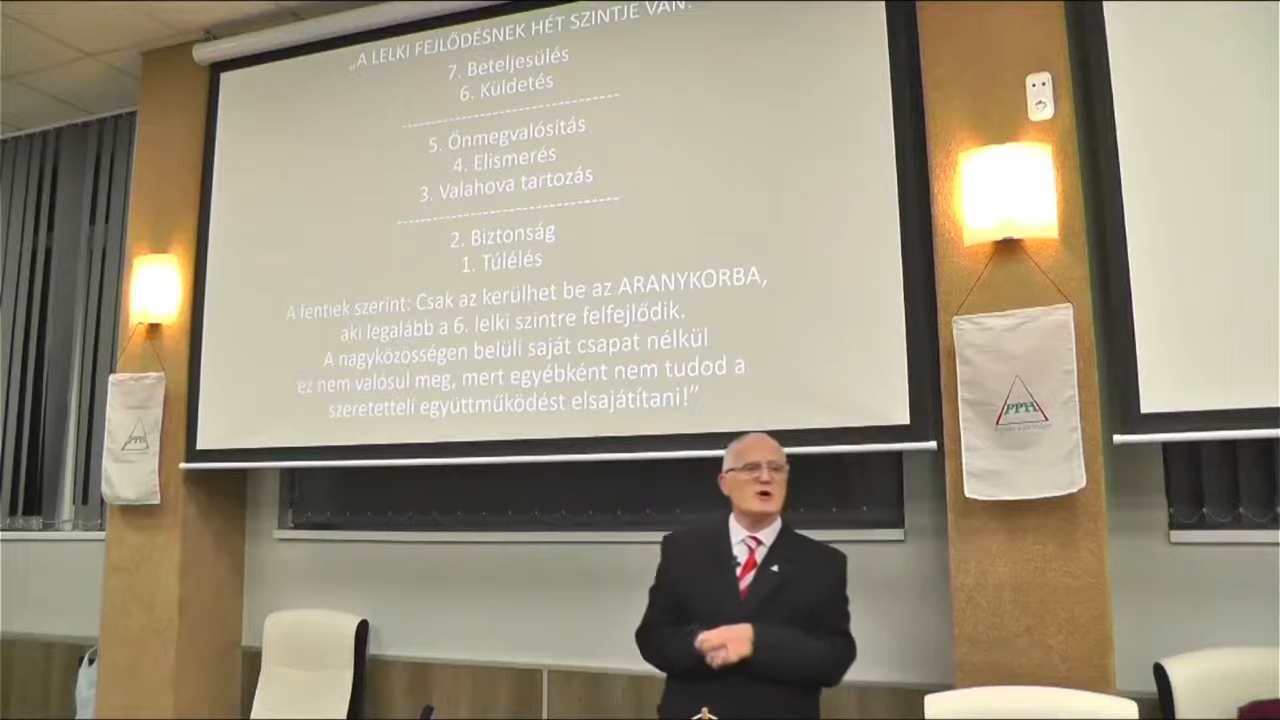 „A LELKI FEJLŐDÉSNEK HÉT SZINTJE VAN:
7. Beteljesülés
6. Küldetés
5. Önmegvalósítás
4. Elismerés
3. Valahova tartozás
2. Biztonság
1. Túlélés
A fentiek szerint: Csak az kerülhet be az ARANYKORBA,
aki legalább a 6. lelki szintre felfejlődik.
A nagyközösségen belüli saját csapat nélkül
ez nem valósul meg, mert egyébként nem tudod a
szeretetteli együttműködést elsajátítani!”
PPH
PPH